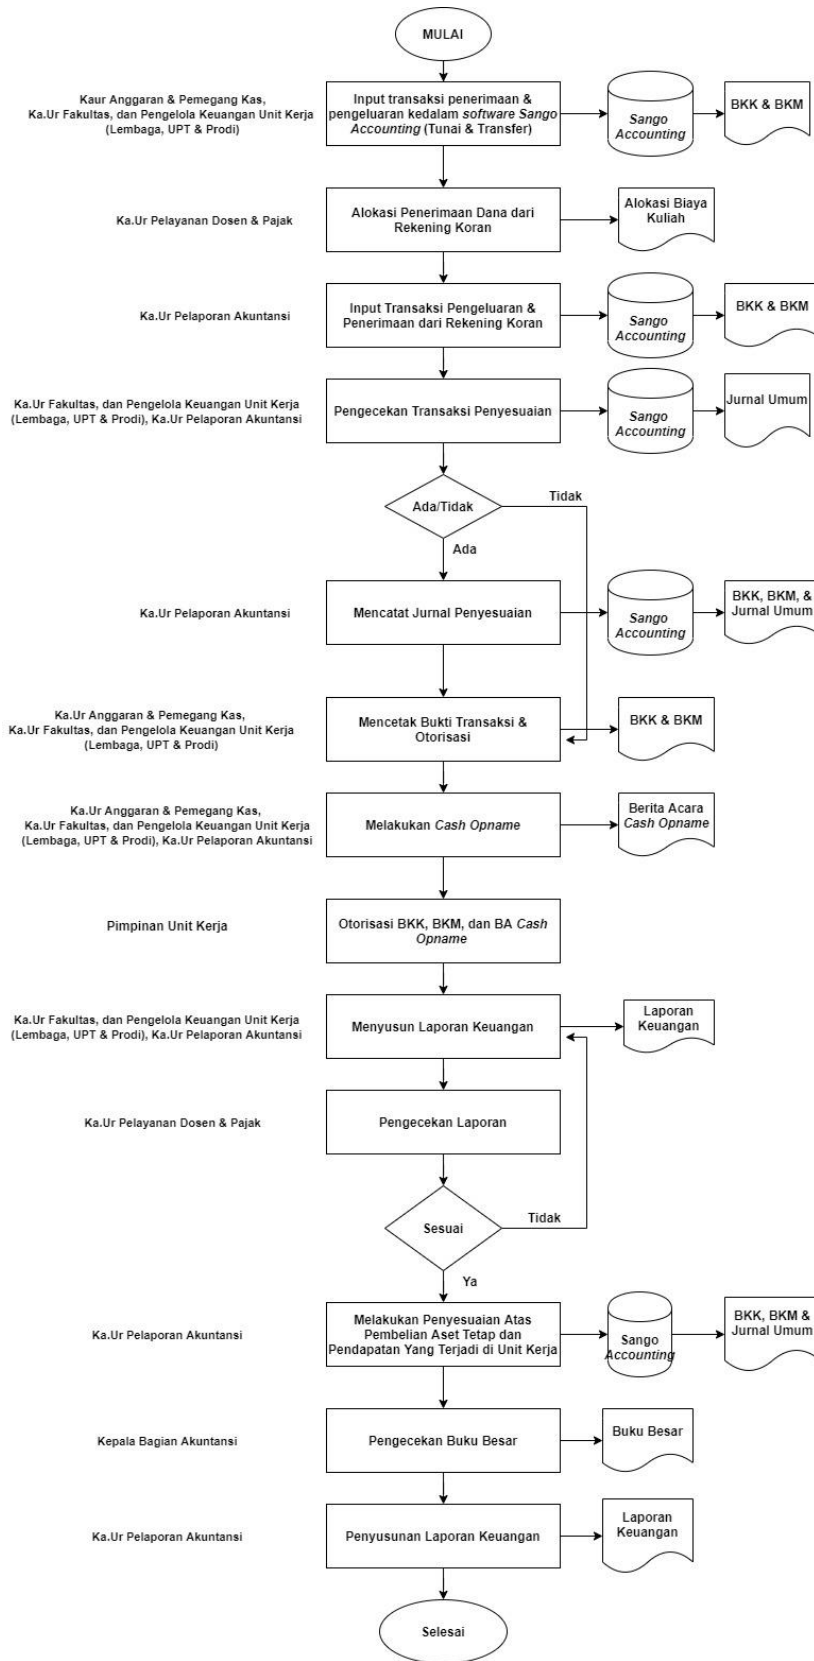 MULAI
Kaur Anggaran & Pemegang Kas,
Ka.Ur Fakultas, dan Pengelola Keuangan Unit Kerja
(Lembaga, UPT & Prodi)
Input transaksi penerimaan &
pengeluaran kedalam software Sango
Accounting (Tunai & Transfer)
Sango
Accounting
BKK & BKM
Ka.Ur Pelayanan Dosen & Pajak
Alokasi Penerimaan Dana dari
Rekening Koran
Alokasi Biaya
Kuliah
Ka.Ur Pelaporan Akuntansi
Input Transaksi Pengeluaran &
Penerimaan dari Rekening Koran
Sango
Accounting
BKK & BKM
Ka.Ur Fakultas, dan Pengelola Keuangan Unit Kerja
(Lembaga, UPT & Prodi), Ka.Ur Pelaporan Akuntansi
Pengecekan Transaksi Penyesuaian
Sango
Accounting
Jurnal Umum
Ada/Tidak
Tidak
Ada
Ka.Ur Pelaporan Akuntansi
Mencatat Jurnal Penyesuaian
Sango
Accounting
BKK, BKM, &
Jurnal Umum
Ka.Ur Anggaran & Pemegang Kas,
Ka.Ur Fakultas, dan Pengelola Keuangan Unit Kerja
(Lembaga, UPT & Prodi)
Mencetak Bukti Transaksi &
Otorisasi
BKK & BKM
Ka.Ur Anggaran & Pemegang Kas,
Ka.Ur Fakultas, dan Pengelola Keuangan Unit Kerja
(Lembaga, UPT & Prodi), Ka.Ur Pelaporan Akuntansi
Melakukan Cash Opname
Berita Acara
Cash Opname
Pimpinan Unit Kerja
Otorisasi BKK, BKM, dan BA Cash
Opname
Ka.Ur Fakultas, dan Pengelola Keuangan Unit Kerja
(Lembaga, UPT & Prodi), Ka.Ur Pelaporan Akuntansi
Menyusun Laporan Keuangan
Laporan
Keuangan
Ka.Ur Pelayanan Dosen & Pajak
Pengecekan Laporan
Sesuai
Tidak
Ya
Ka.Ur Pelaporan Akuntansi
Melakukan Penyesuaian Atas
Pembelian Aset Tetap dan
Pendapatan Yang Terjadi di Unit Kerja
Sango
Accounting
BKK, BKM &
Jurnal Umum
Kepala Bagian Akuntansi
Pengecekan Buku Besar
Buku Besar
Ka.Ur Pelaporan Akuntansi
Penyusunan Laporan Keuangan
Laporan
Keuangan
Selesai